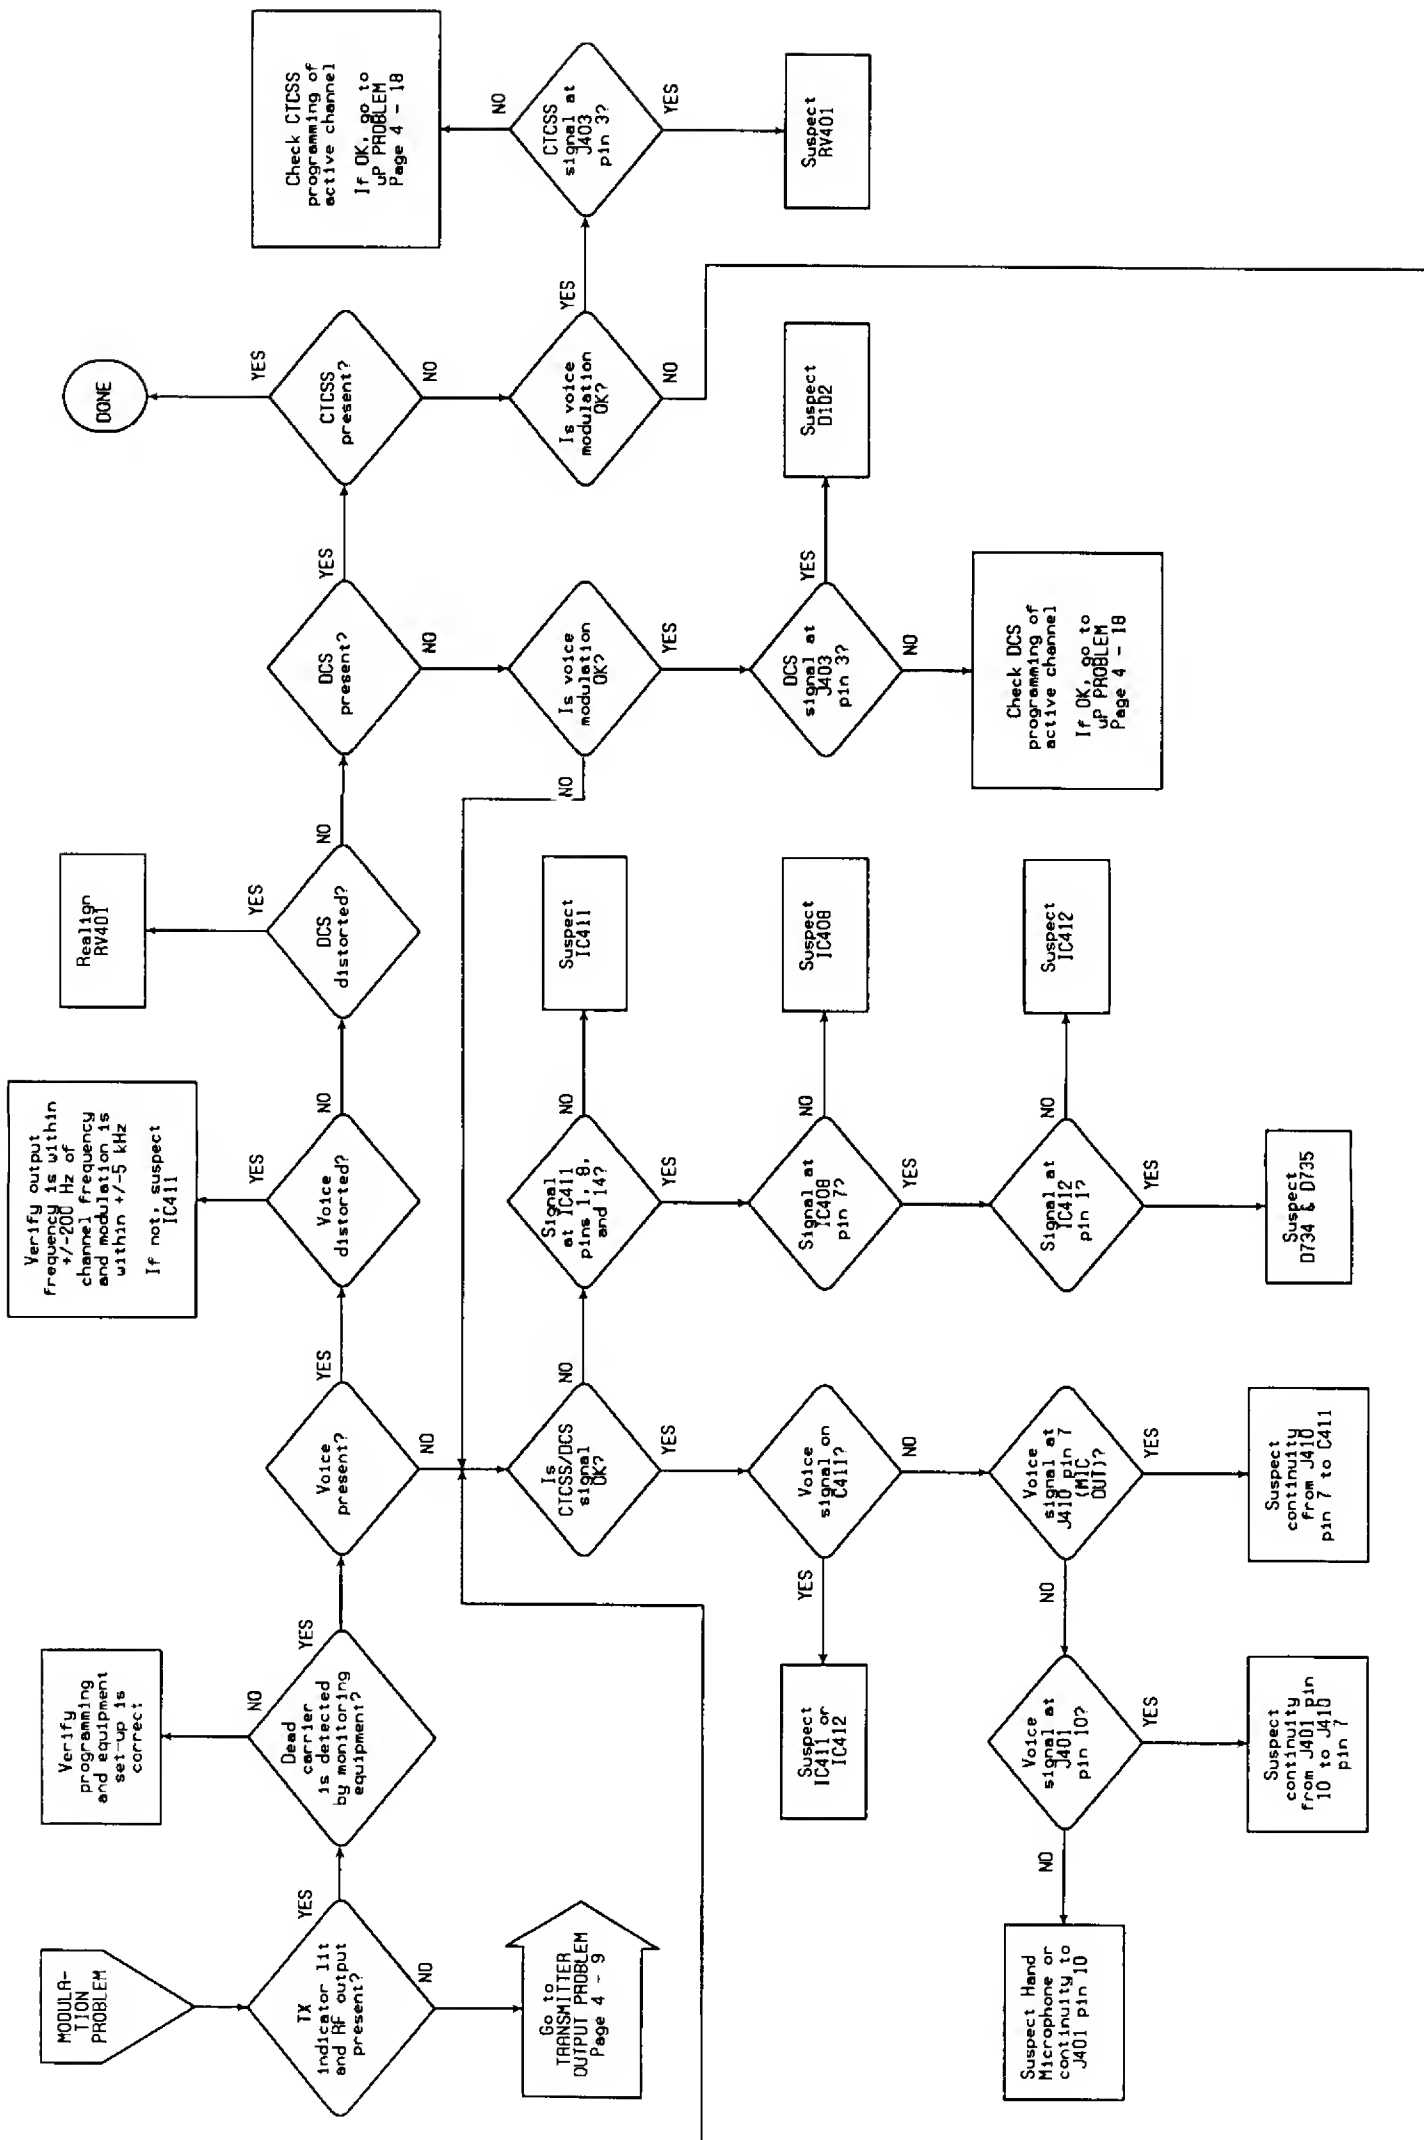 MODULA-
TION
PROBLEM
TX
indicator lit
and RF output
present?
YES
NO
Go to
TRANSMITTER
OUTPUT PROBLEM
Page 4 - 9
Dead
carrier
is detected
by monitoring
equipment?
NO
YES
Verify
programming
and equipment
set-up is
correct
Voice
present?
YES
NO
Voice
distorted?
YES
NO
Verify output
frequency is within
+/-200 Hz of
channel frequency
and modulation is
within +/-5 kHz
If not, suspect
IC411
DCS
distorted?
YES
NO
Realign
RV401
DCS
present?
YES
NO
CTCSS
present?
YES
NO
DONE
Is voice
modulation
OK?
YES
NO
CTCSS
signal at
J403
pin 3?
NO
YES
Check CTCSS
programming of
active channel
If OK, go to
uP PROBLEM
Page 4 - 18
Suspect
RV401
Is voice
modulation
OK?
NO
YES
DCS
signal at
J403
pin 3?
YES
NO
Suspect
D102
Check DCS
programming of
active channel
If OK, go to
uP PROBLEM
Page 4 - 18
Is
CTCSS/DCS
signal
OK?
NO
YES
Signal
at IC411
pins 1, 8,
and 14?
NO
YES
Suspect
IC411
Signal at
IC408
pin 7?
NO
YES
Suspect
IC408
Signal at
IC412
pin 1?
NO
YES
Suspect
IC412
Suspect
D734 & D735
Voice
signal on
C411?
YES
NO
Suspect
IC411 or
IC412
Voice
signal at
J410 pin 7
(MIC
OUT)?
NO
YES
Suspect
continuity
from J410
pin 7 to C411
Voice
signal at
J401
pin 10?
NO
YES
Suspect
continuity
from J401 pin
10 to J410
pin 7
Suspect Hand
Microphone or
continuity to
J401 pin 10